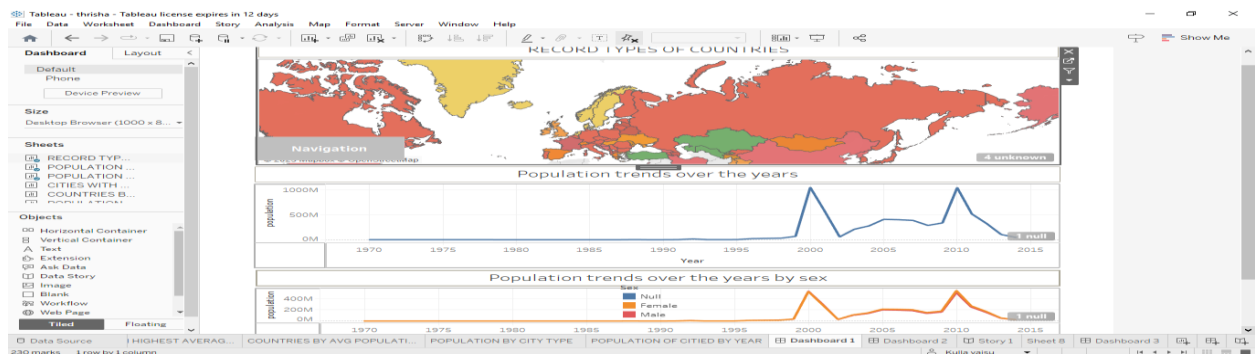 Tableau - thrisha - Tableau license expires in 12 days
File Data Worksheet Dashboard Story Analysis Map Format Server Window Help
Show Me
Dashboard Layout
Default
Phone
Device Preview
Size
Desktop Browser (1000 x 8...
Sheets
RECORD TYP...
POPULATION ...
POPULATION ...
CITIES WITH ...
COUNTRIES B...
POPULATION
Objects
Horizontal Container
Vertical Container
Text
Extension
Ask Data
Data Story
Image
Blank
Workflow
Web Page
Tiled Floating
RECORD TYPES OF COUNTRIES
Navigation
4 unknown
Population trends over the years
population
1000M
500M
0M
1 null
1970 1975 1980 1985 1990 1995 2000 2005 2010 2015
Year
Population trends over the years by sex
population
400M
200M
0M
Sex
Null
Female
Male
1 null
1970 1975 1980 1985 1990 1995 2000 2005 2010 2015
Data Source HIGHEST AVERAG... COUNTRIES BY AVG POPULATI... POPULATION BY CITY TYPE POPULATION OF CITIED BY YEAR Dashboard 1 Dashboard 2 Story 1 Sheet 8 Dashboard 3
230 marks 1 row by 1 column